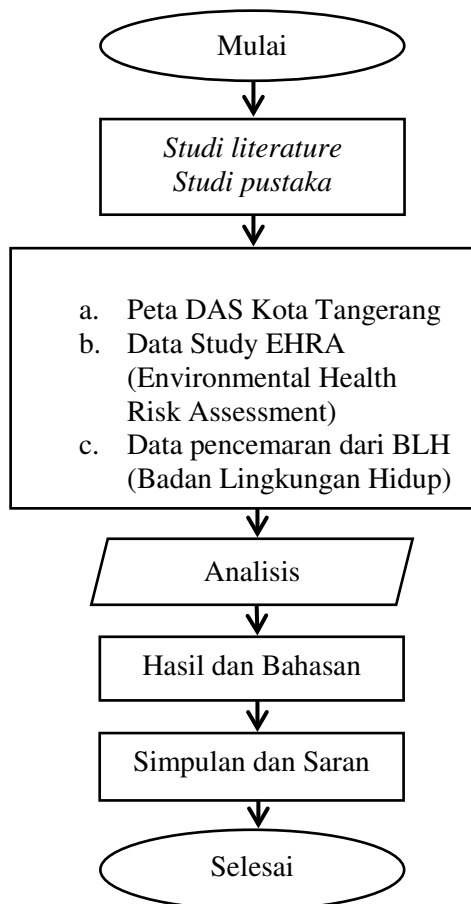 Mulai
Studi literature
Studi pustaka
a. Peta DAS Kota Tangerang
b. Data Study EHRA
(Environmental Health
Risk Assessment)
c. Data pencemaran dari BLH
(Badan Lingkungan Hidup)
Analisis
Hasil dan Bahasan
Simpulan dan Saran
Selesai